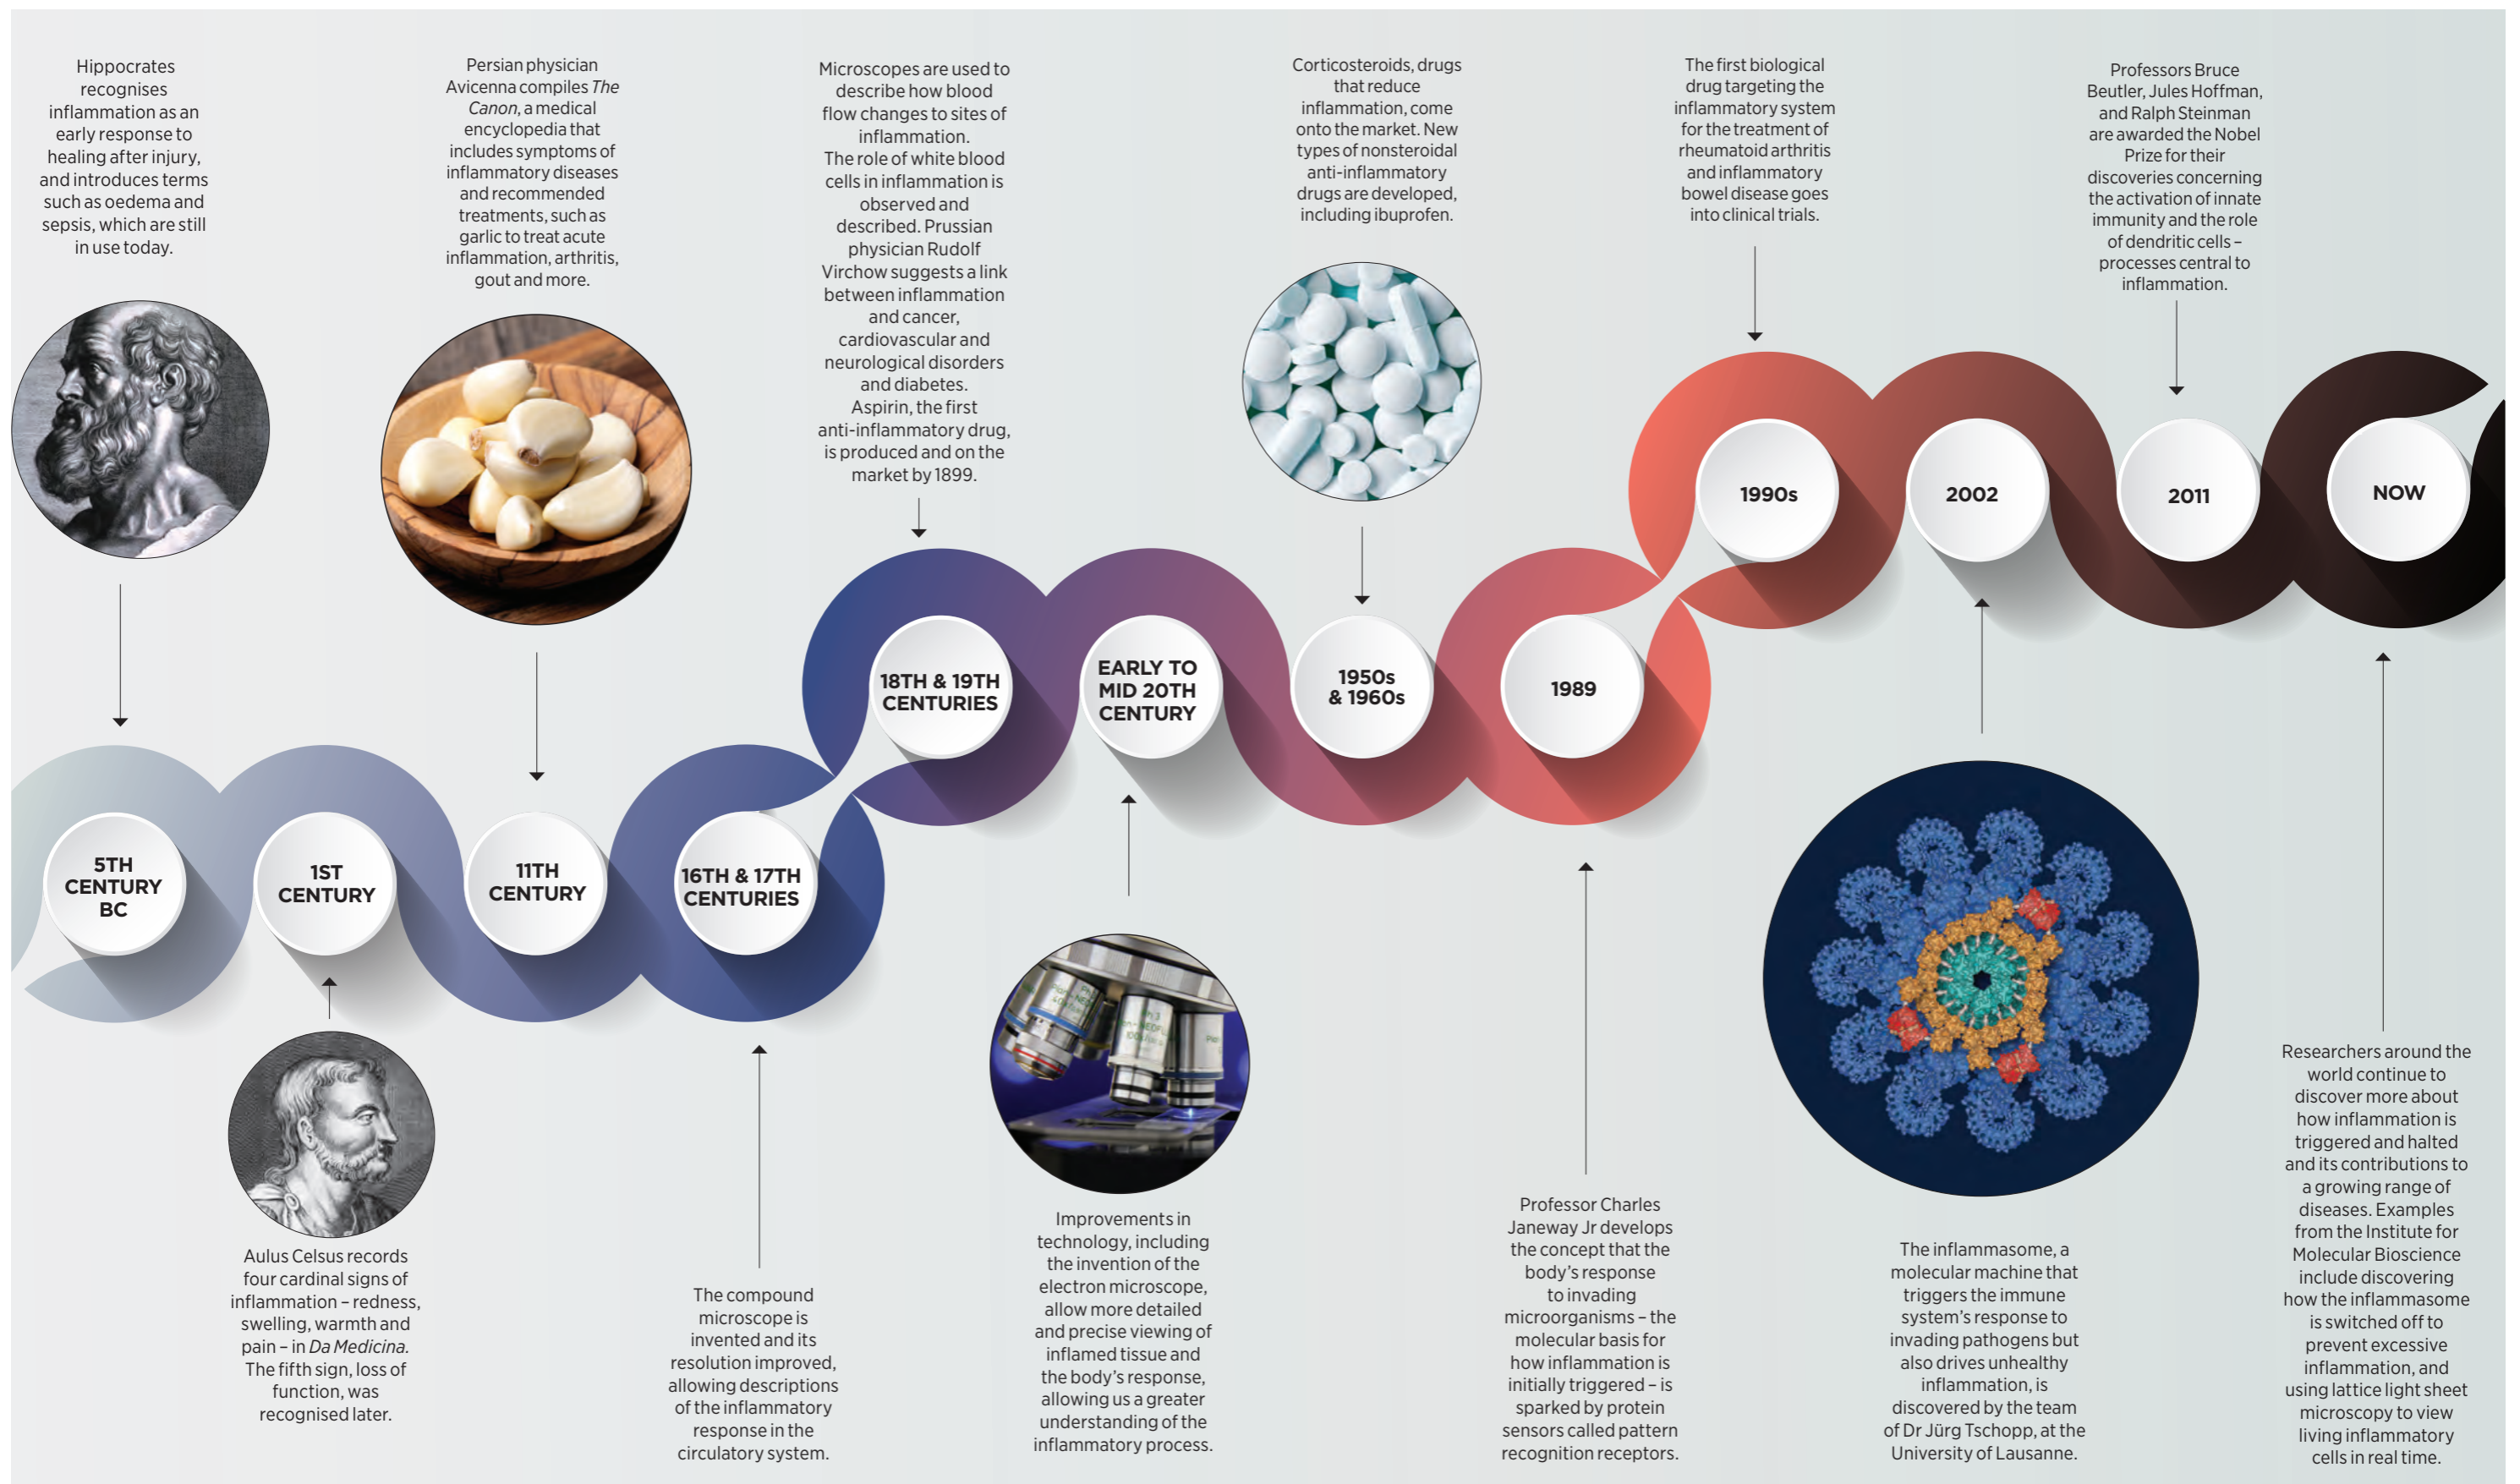 Hippocrates
recognises
inflammation as an
early response to
healing after injury,
and introduces terms
such as oedema and
sepsis, which are still
in use today.
5TH
CENTURY
BC
1ST
CENTURY
Aulus Celsus records
four cardinal signs of
inflammation – redness,
swelling, warmth and
pain – in Da Medicina.
The fifth sign, loss of
function, was
recognised later.
Persian physician
Avicenna compiles The
Canon, a medical
encyclopedia that
includes symptoms of
inflammatory diseases
and recommended
treatments, such as
garlic to treat acute
inflammation, arthritis,
gout and more.
11TH
CENTURY
16TH & 17TH
CENTURIES
The compound
microscope is
invented and its
resolution improved,
allowing descriptions
of the inflammatory
response in the
circulatory system.
Microscopes are used to
describe how blood
flow changes to sites of
inflammation.
The role of white blood
cells in inflammation is
observed and
described. Prussian
physician Rudolf
Virchow suggests a link
between inflammation
and cancer,
cardiovascular and
neurological disorders
and diabetes.
Aspirin, the first
anti-inflammatory drug,
is produced and on the
market by 1899.
18TH & 19TH
CENTURIES
EARLY TO
MID 20TH
CENTURY
Improvements in
technology, including
the invention of the
electron microscope,
allow more detailed
and precise viewing of
inflamed tissue and
the body's response,
allowing us a greater
understanding of the
inflammatory process.
Corticosteroids, drugs
that reduce
inflammation, come
onto the market. New
types of nonsteroidal
anti-inflammatory
drugs are developed,
including ibuprofen.
1950s
& 1960s
1989
Professor Charles
Janeway Jr develops
the concept that the
body's response
to invading
microorganisms – the
molecular basis for
how inflammation is
initially triggered – is
sparked by protein
sensors called pattern
recognition receptors.
The first biological
drug targeting the
inflammatory system
for the treatment of
rheumatoid arthritis
and inflammatory
bowel disease goes
into clinical trials.
1990s
2002
The inflammasome, a
molecular machine that
triggers the immune
system's response to
invading pathogens but
also drives unhealthy
inflammation, is
discovered by the team
of Dr Jürg Tschopp, at the
University of Lausanne.
Professors Bruce
Beutler, Jules Hoffman,
and Ralph Steinman
are awarded the Nobel
Prize for their
discoveries concerning
the activation of innate
immunity and the role
of dendritic cells –
processes central to
inflammation.
2011
NOW
Researchers around the
world continue to
discover more about
how inflammation is
triggered and halted
and its contributions to
a growing range of
diseases. Examples
from the Institute for
Molecular Bioscience
include discovering
how the inflammasome
is switched off to
prevent excessive
inflammation, and
using lattice light sheet
microscopy to view
living inflammatory
cells in real time.